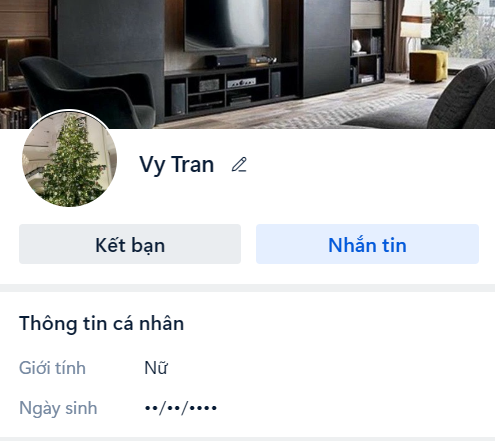 Vy Tran
Kết bạn
Nhắn tin
Thông tin cá nhân
Giới tính Nữ
Ngày sinh ••/••/••••